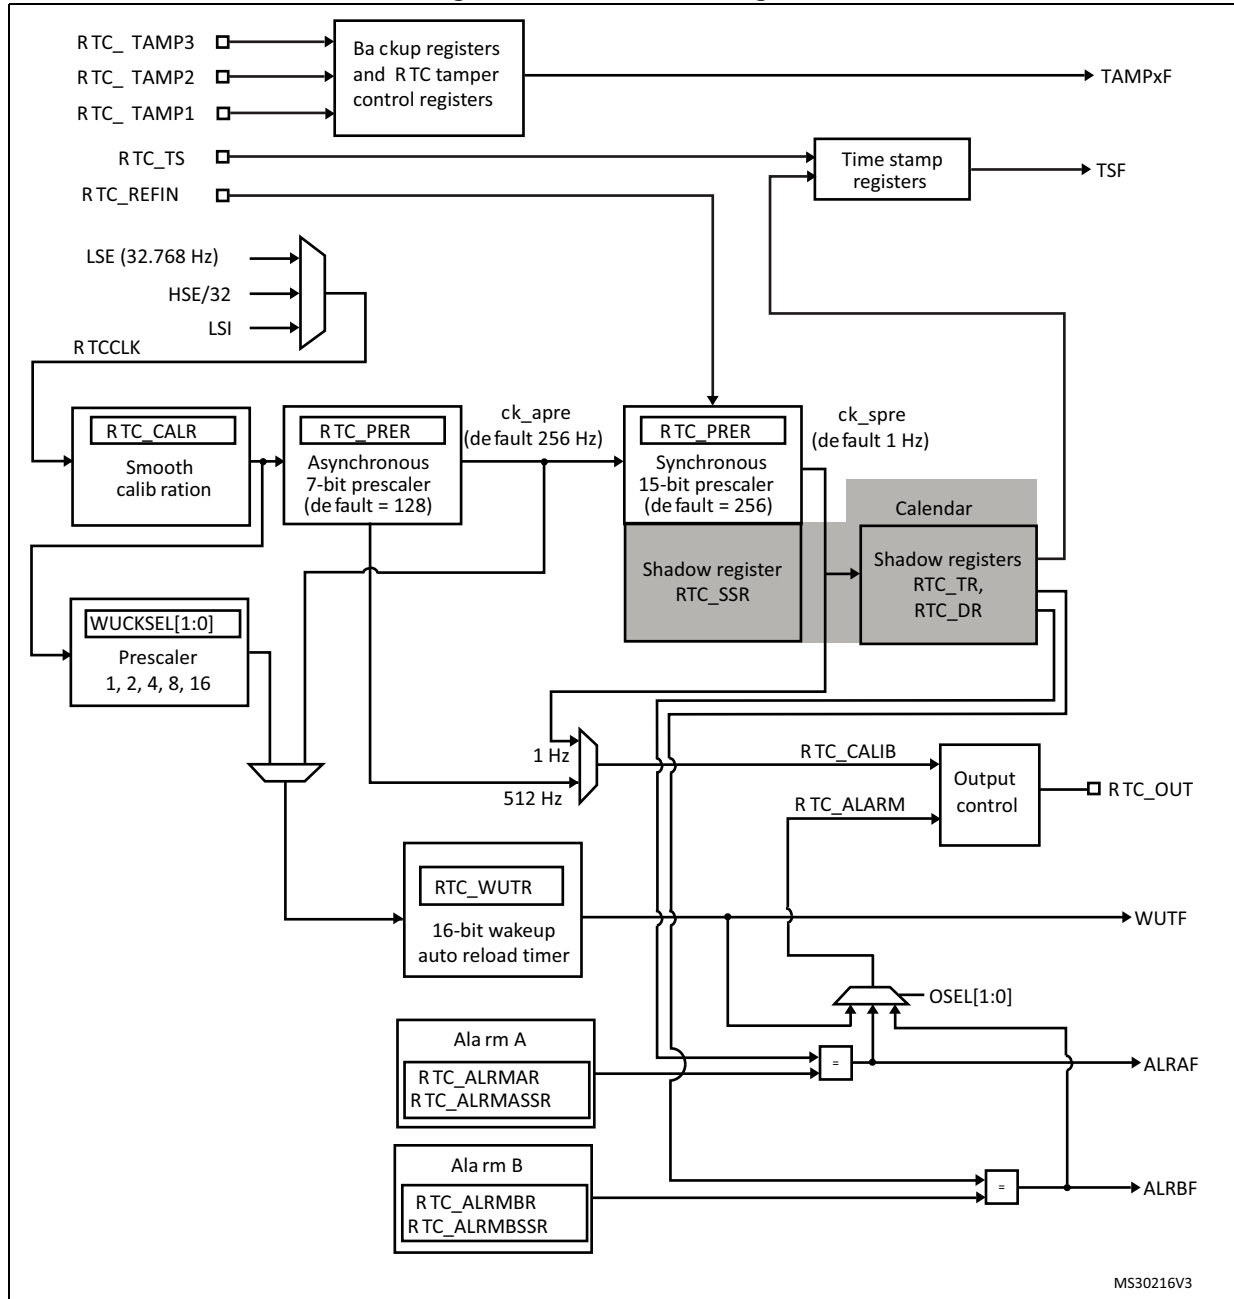 RTC_TAMP3
RTC_TAMP2
RTC_TAMP1
Backup registers
and RTC tamper
control registers
TAMPxF
RTC_TS
RTC_REFIN
Time stamp
registers
TSF
LSE (32.768 Hz)
HSE/32
LSI
RTCCLK
RTC_CALR
Smooth
calibration
RTC_PRER
Asynchronous
7-bit prescaler
(default = 128)
ck_apre
(default 256 Hz)
RTC_PRER
Synchronous
15-bit prescaler
(default = 256)
ck_spre
(default 1 Hz)
Calendar
Shadow register
RTC_SSR
Shadow registers
RTC_TR,
RTC_DR
WUCKSEL[1:0]
Prescaler
1, 2, 4, 8, 16
1 Hz
512 Hz
RTC_CALIB
RTC_ALARM
Output
control
RTC_OUT
RTC_WUTR
16-bit wakeup
auto reload timer
WUTF
OSEL[1:0]
Alarm A
RTC_ALRMAR
RTC_ALRMASSR
=
ALRAF
Alarm B
RTC_ALRMBR
RTC_ALRMBSSR
=
ALRBF
MS30216V3